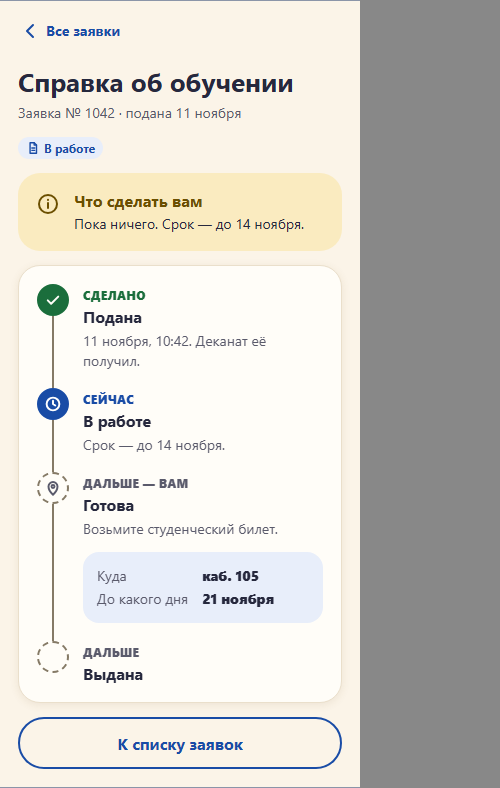 Все заявки
Справка об обучении
Заявка № 1042 · подана 11 ноября
В работе
Что сделать вам
Пока ничего. Срок — до 14 ноября.
СДЕЛАНО
Подана
11 ноября, 10:42. Деканат её
получил.
СЕЙЧАС
В работе
Срок — до 14 ноября.
ДАЛЬШЕ — ВАМ
Готова
Возьмите студенческий билет.
Куда каб. 105
До какого дня 21 ноября
ДАЛЬШЕ
Выдана
К списку заявок